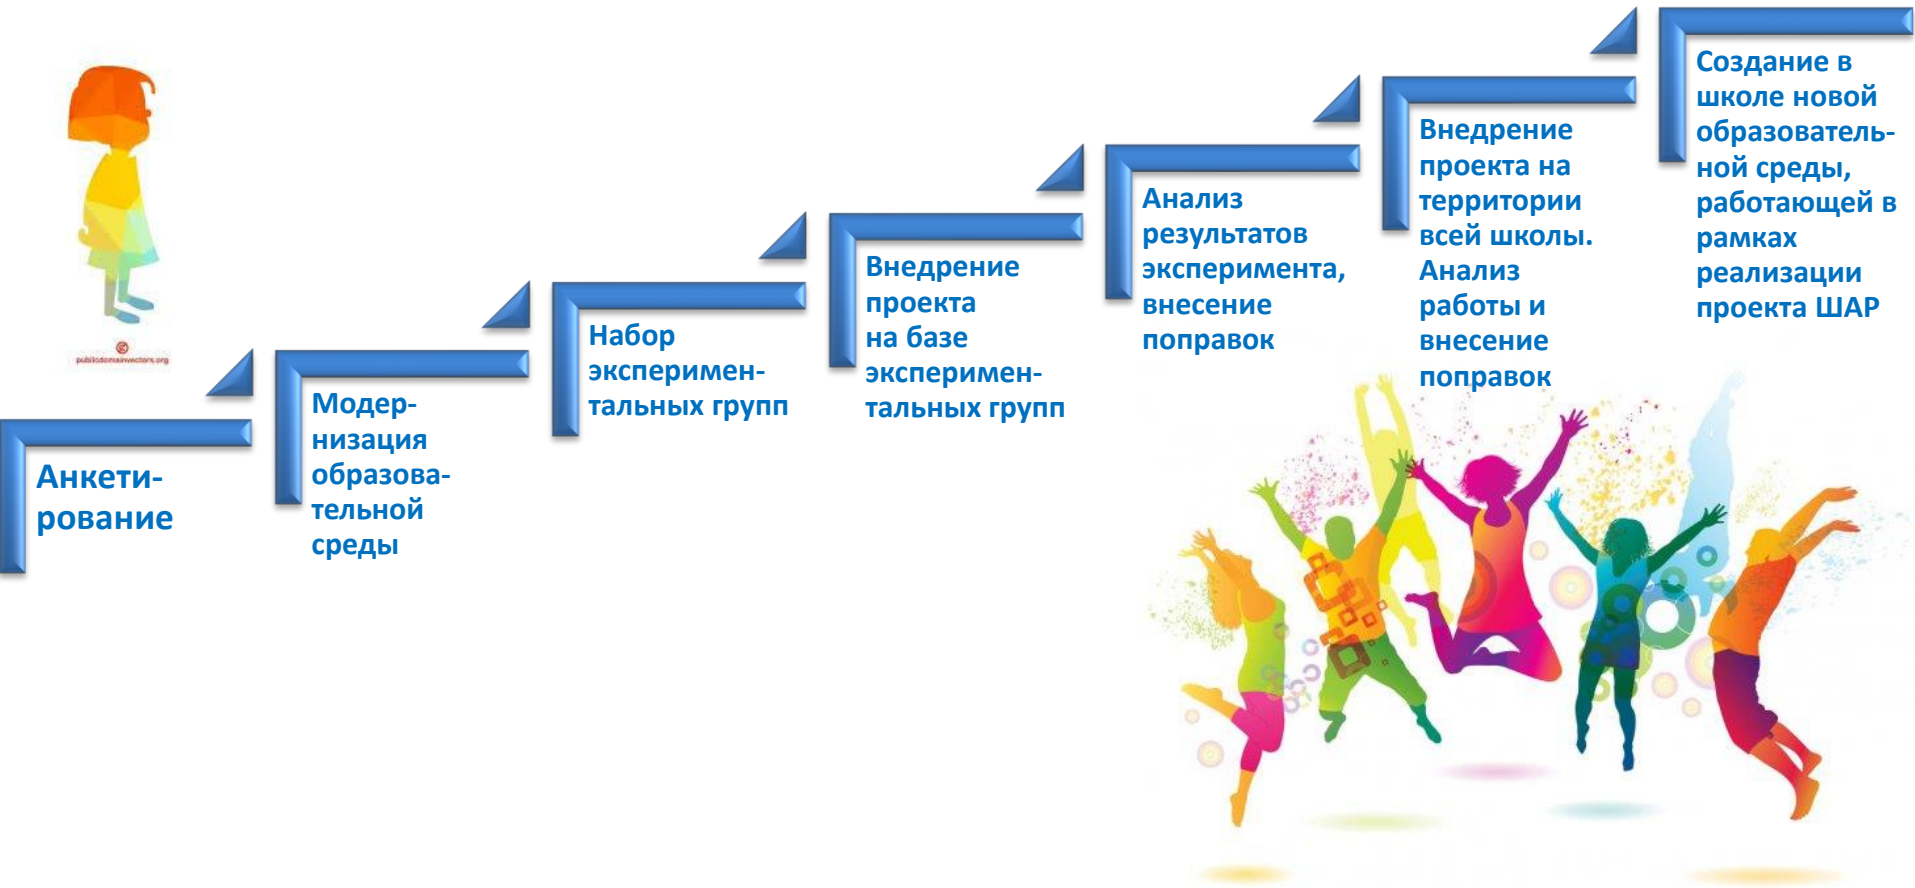 publicdomainvectors.org
Анкети-
рование
Модер-
низация
образова-
тельной
среды
Набор
эксперимен-
тальных групп
Внедрение
проекта
на базе
эксперимен-
тальных групп
Анализ
результатов
эксперимента,
внесение
поправок
Внедрение
проекта на
территории
всей школы.
Анализ
работы и
внесение
поправок
Создание в
школе новой
образователь-
ной среды,
работающей в
рамках
реализации
проекта ШАР